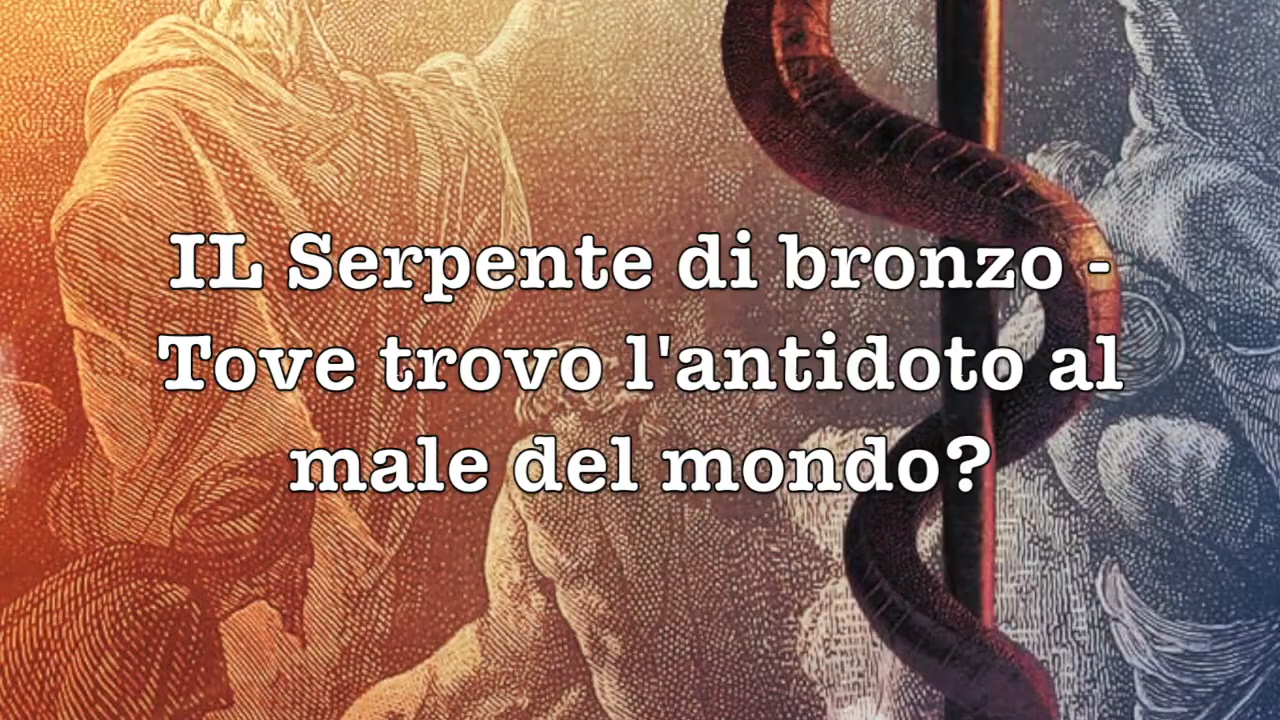 IL Serpente di bronzo -
Tove trovo l'antidoto al
male del mondo?